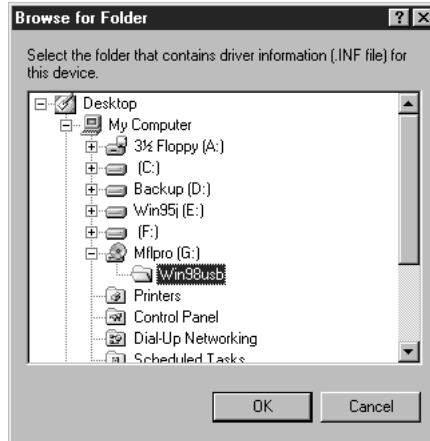 Browse for Folder
Select the folder that contains driver information (.INF file) for
this device.
Desktop
My Computer
3½ Floppy (A:)
(C:)
Backup (D:)
Win95j (E:)
(F:)
Mflpro (G:)
Win98usb
Printers
Control Panel
Dial-Up Networking
Scheduled Tasks
OK
Cancel